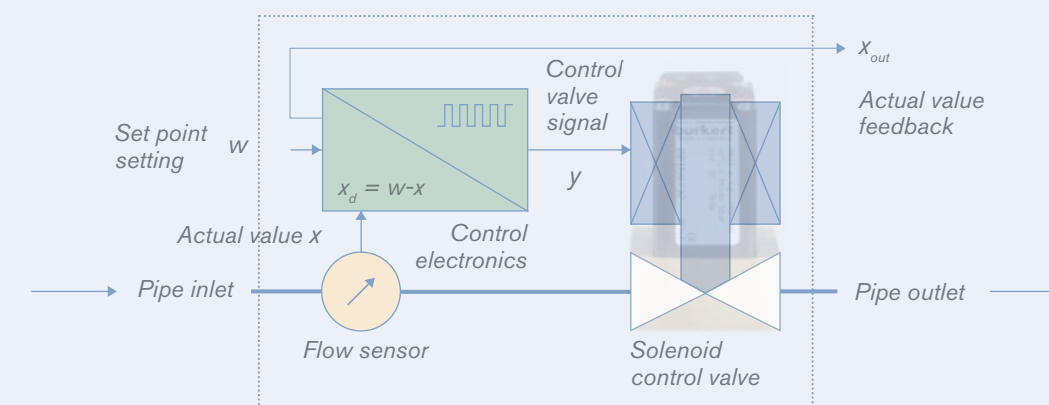 Control
valve
signal
x_out
Actual value
feedback
Set point
setting
w
burkert
x_d = w-x
y
Actual value x
Control
electronics
Pipe inlet
Pipe outlet
Flow sensor
Solenoid
control valve